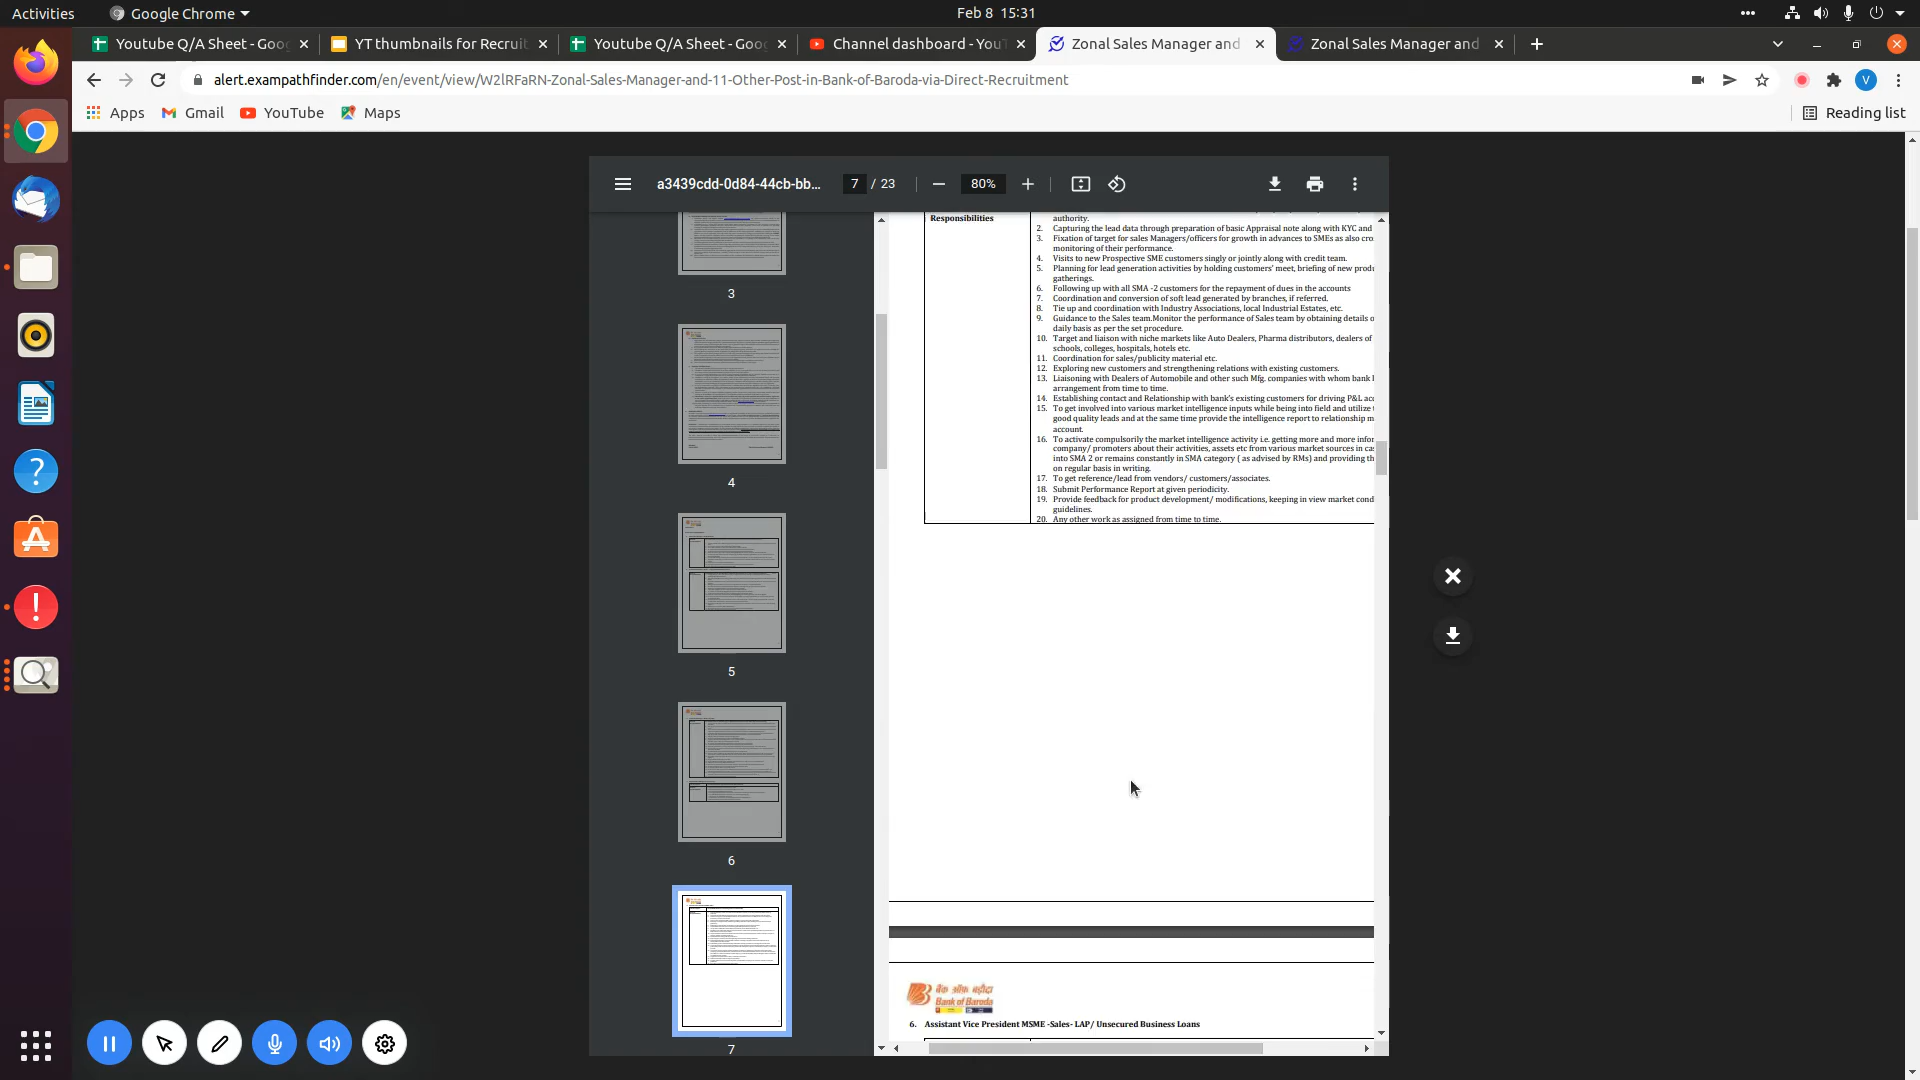 Activities
Google Chrome
Feb 8 15:31
Youtube Q/A Sheet - Goo
YT thumbnails for Recruit
Youtube Q/A Sheet - Goo
Channel dashboard - You
Zonal Sales Manager and
Zonal Sales Manager and
alert.exampathfinder.com/en/event/view/W2lRFaRN-Zonal-Sales-Manager-and-11-Other-Post-in-Bank-of-Baroda-via-Direct-Recruitment
V
Apps
Gmail
YouTube
Maps
Reading list
a3439cdd-0d84-44cb-bb...
7 / 23
80%
3
4
5
6
7
Responsibilities
authority.
2. Capturing the lead data through preparation of basic Appraisal note along with KYC and
3. Fixation of target for sales Managers/officers for growth in advances to SMEs as also cro
monitoring of their performance.
4. Visits to new Prospective SME customers singly or jointly along with credit team.
5. Planning for lead generation activities by holding customers' meet, briefing of new produ
gatherings.
6. Following up with all SMA -2 customers for the repayment of dues in the accounts
7. Coordination and conversion of soft lead generated by branches, if referred.
8. Tie up and coordination with Industry Associations, local Industrial Estates, etc.
9. Guidance to the Sales team.Monitor the performance of Sales team by obtaining details o
daily basis as per the set procedure.
10. Target and liaison with niche markets like Auto Dealers, Pharma distributors, dealers of
schools, colleges, hospitals, hotels etc.
11. Coordination for sales/publicity material etc.
12. Exploring new customers and strengthening relations with existing customers.
13. Liaisoning with Dealers of Automobile and other such Mfg. companies with whom bank h
arrangement from time to time.
14. Establishing contact and Relationship with bank's existing customers for driving P&L acc
15. To get involved into various market intelligence inputs while being into field and utilize t
good quality leads and at the same time provide the intelligence report to relationship m
account.
16. To activate compulsorily the market intelligence activity i.e. getting more and more infor
company/ promoters about their activities, assets etc from various market sources in cas
into SMA 2 or remains constantly in SMA category ( as advised by RMs) and providing th
on regular basis in writing.
17. To get reference/lead from vendors/ customers/associates.
18. Submit Performance Report at given periodicity.
19. Provide feedback for product development/ modifications, keeping in view market cond
guidelines.
20. Any other work as assigned from time to time.
बैंक ऑफ़ बड़ौदा
Bank of Baroda
6. Assistant Vice President MSME -Sales- LAP/ Unsecured Business Loans